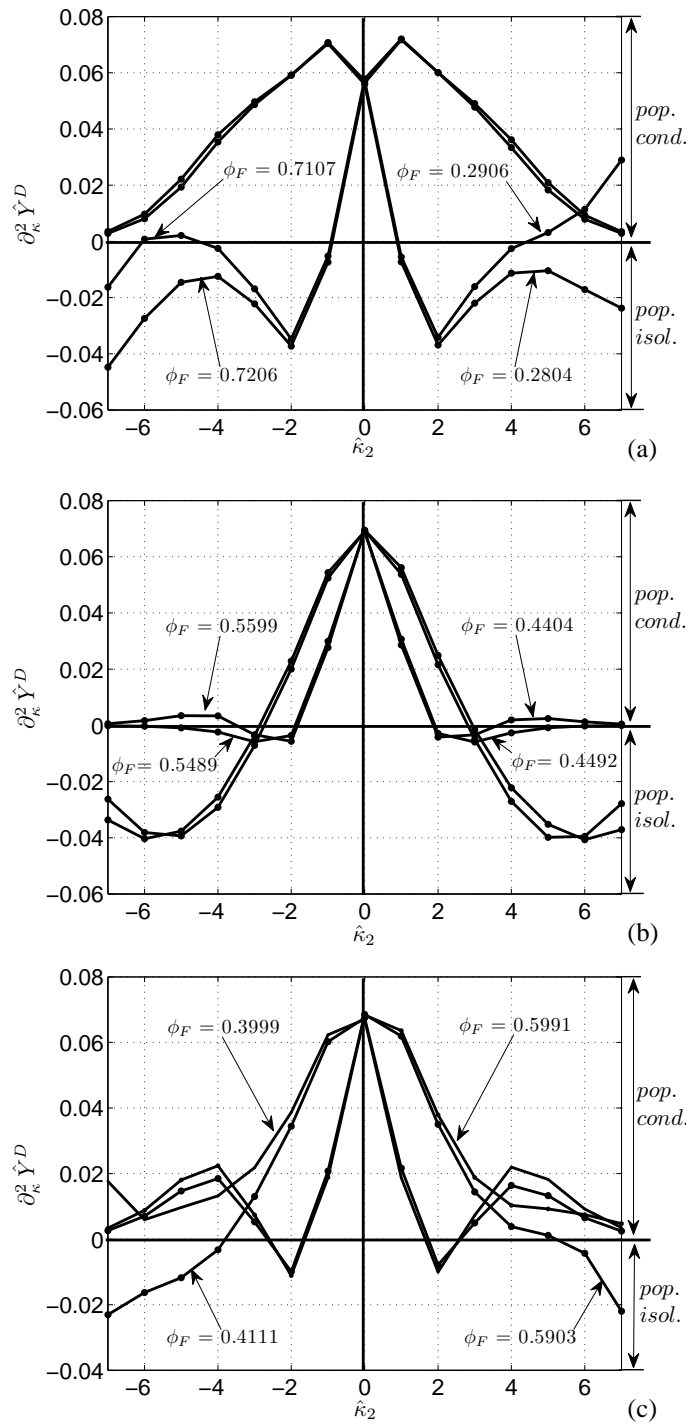 0.08
0.06
0.04
0.02
0
−0.02
−0.04
−0.06
∂²_κ Ŷ^D
ϕ_F = 0.7107
ϕ_F = 0.2906
ϕ_F = 0.7206
ϕ_F = 0.2804
pop.
cond.
pop.
isol.
−6 −4 −2 0 2 4 6
κ̂₂
(a)
0.08
0.06
0.04
0.02
0
−0.02
−0.04
−0.06
∂²_κ Ŷ^D
ϕ_F = 0.5599
ϕ_F = 0.4404
ϕ_F = 0.5489
ϕ_F = 0.4492
pop.
cond.
pop.
isol.
−6 −4 −2 0 2 4 6
κ̂₂
(b)
0.08
0.06
0.04
0.02
0
−0.02
−0.04
∂²_κ Ŷ^D
ϕ_F = 0.3999
ϕ_F = 0.5991
ϕ_F = 0.4111
ϕ_F = 0.5903
pop.
cond.
pop.
isol.
−6 −4 −2 0 2 4 6
κ̂₂
(c)